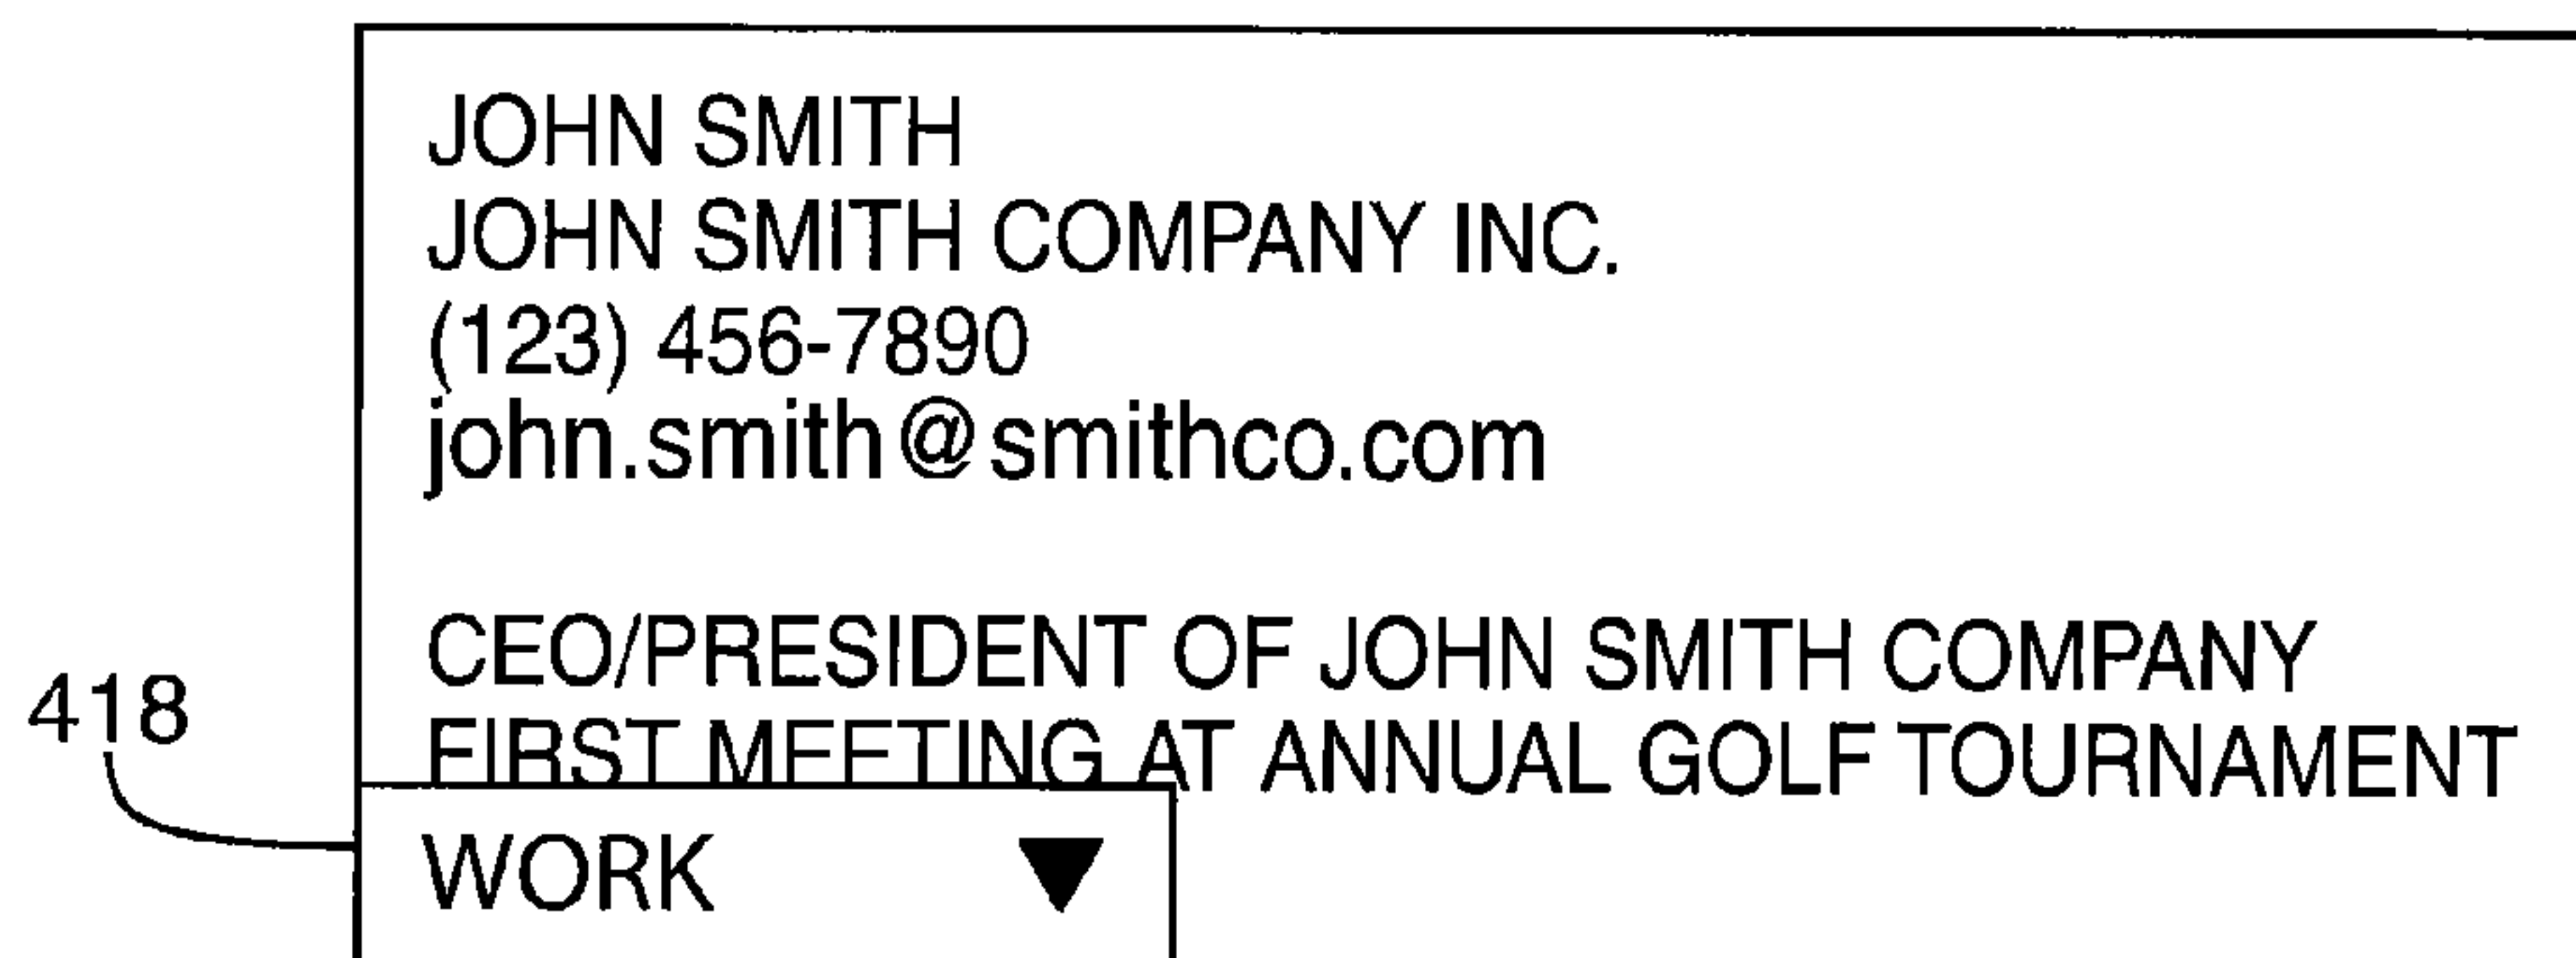 JOHN SMITH
JOHN SMITH COMPANY INC.
(123) 456-7890
john.smith@smithco.com
CEO/PRESIDENT OF JOHN SMITH COMPANY
FIRST MEETING AT ANNUAL GOLF TOURNAMENT
418
WORK